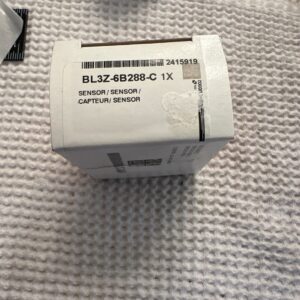 2415919
BL3Z-6B288-C 1X
SENSOR / SENSOR /
CAPTEUR / SENSOR